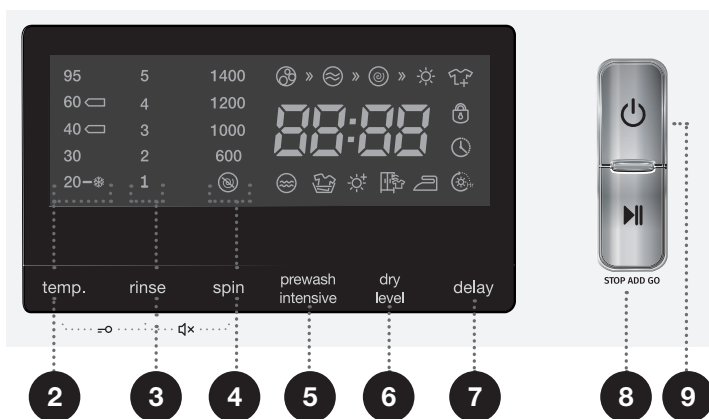 95 5 1400
60 4 1200
40 3 1000
30 2 600
20 1
88:88
temp. rinse spin prewash intensive dry level delay
STOP ADD GO
2 3 4 5 6 7 8 9